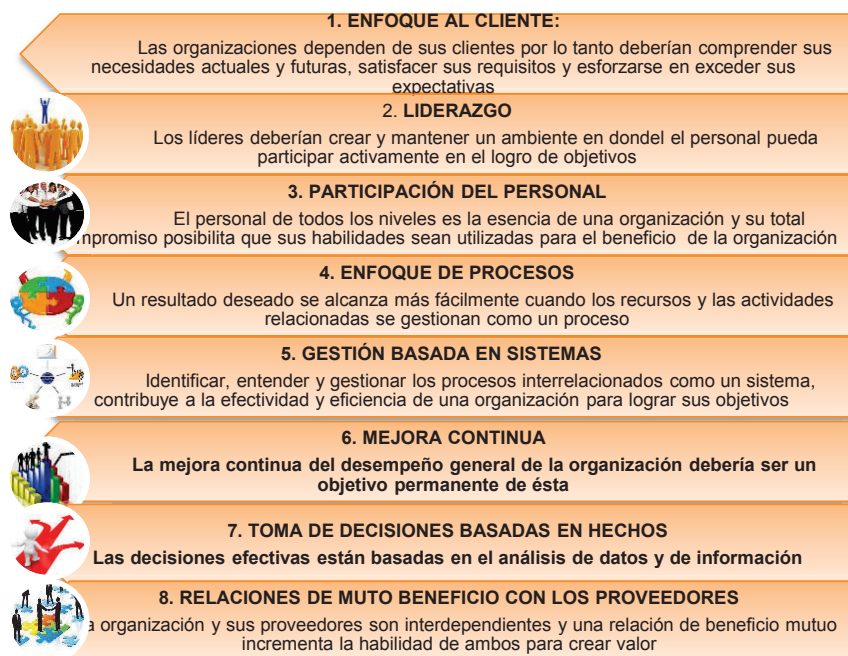 1. ENFOQUE AL CLIENTE:
Las organizaciones dependen de sus clientes por lo tanto deberían comprender sus
necesidades actuales y futuras, satisfacer sus requisitos y esforzarse en exceder sus
expectativas
2. LIDERAZGO
Los líderes deberían crear y mantener un ambiente en dondel el personal pueda
participar activamente en el logro de objetivos
3. PARTICIPACIÓN DEL PERSONAL
El personal de todos los niveles es la esencia de una organización y su total
mpromiso posibilita que sus habilidades sean utilizadas para el beneficio de la organización
4. ENFOQUE DE PROCESOS
Un resultado deseado se alcanza más fácilmente cuando los recursos y las actividades
relacionadas se gestionan como un proceso
5. GESTIÓN BASADA EN SISTEMAS
Identificar, entender y gestionar los procesos interrelacionados como un sistema,
contribuye a la efectividad y eficiencia de una organización para lograr sus objetivos
6. MEJORA CONTINUA
La mejora continua del desempeño general de la organización debería ser un
objetivo permanente de ésta
7. TOMA DE DECISIONES BASADAS EN HECHOS
Las decisiones efectivas están basadas en el análisis de datos y de información
8. RELACIONES DE MUTO BENEFICIO CON LOS PROVEEDORES
a organización y sus proveedores son interdependientes y una relación de beneficio mutuo
incrementa la habilidad de ambos para crear valor